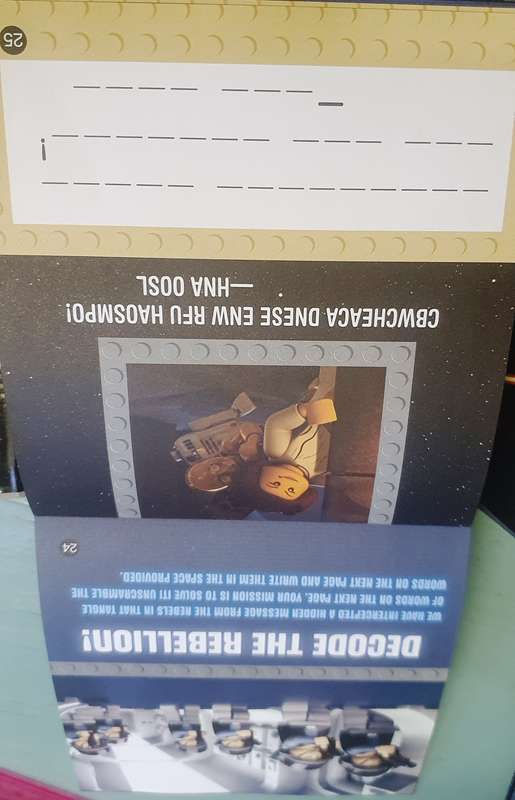 DECODE THE REBELLION!
WE HAVE INTERCEPTED A HIDDEN MESSAGE FROM THE REBELS IN THAT TANGLE
OF WORDS ON THE NEXT PAGE. YOUR MISSION IS TO SOLVE IT! UNSCRAMBLE THE
WORDS ON THE NEXT PAGE AND WRITE THEM IN THE SPACE PROVIDED.
24
CBWCHEACA DNESE ENW RFU HAOSMPO!
—HNA OOSL
_ _ _ _ _ _ _ _ _ _ _ _ _ _
_ _ _ _ _ _ _ _ _ _ _ _ _!
— _ _ _ _ _ _ _
25